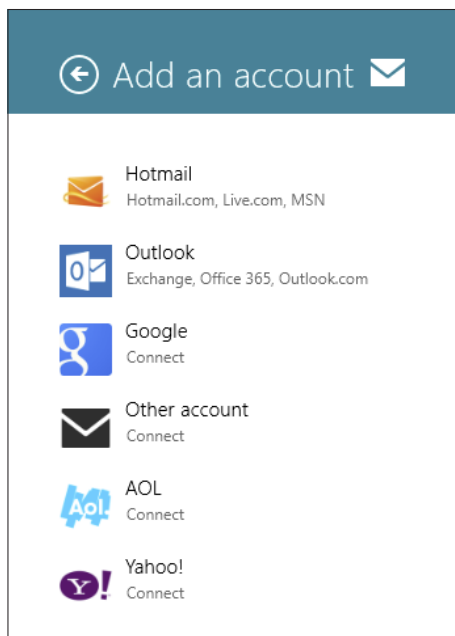 Add an account
Hotmail
Hotmail.com, Live.com, MSN
Outlook
Exchange, Office 365, Outlook.com
Google
Connect
Other account
Connect
AOL
Aol.
Connect
Yahoo!
Y!
Connect